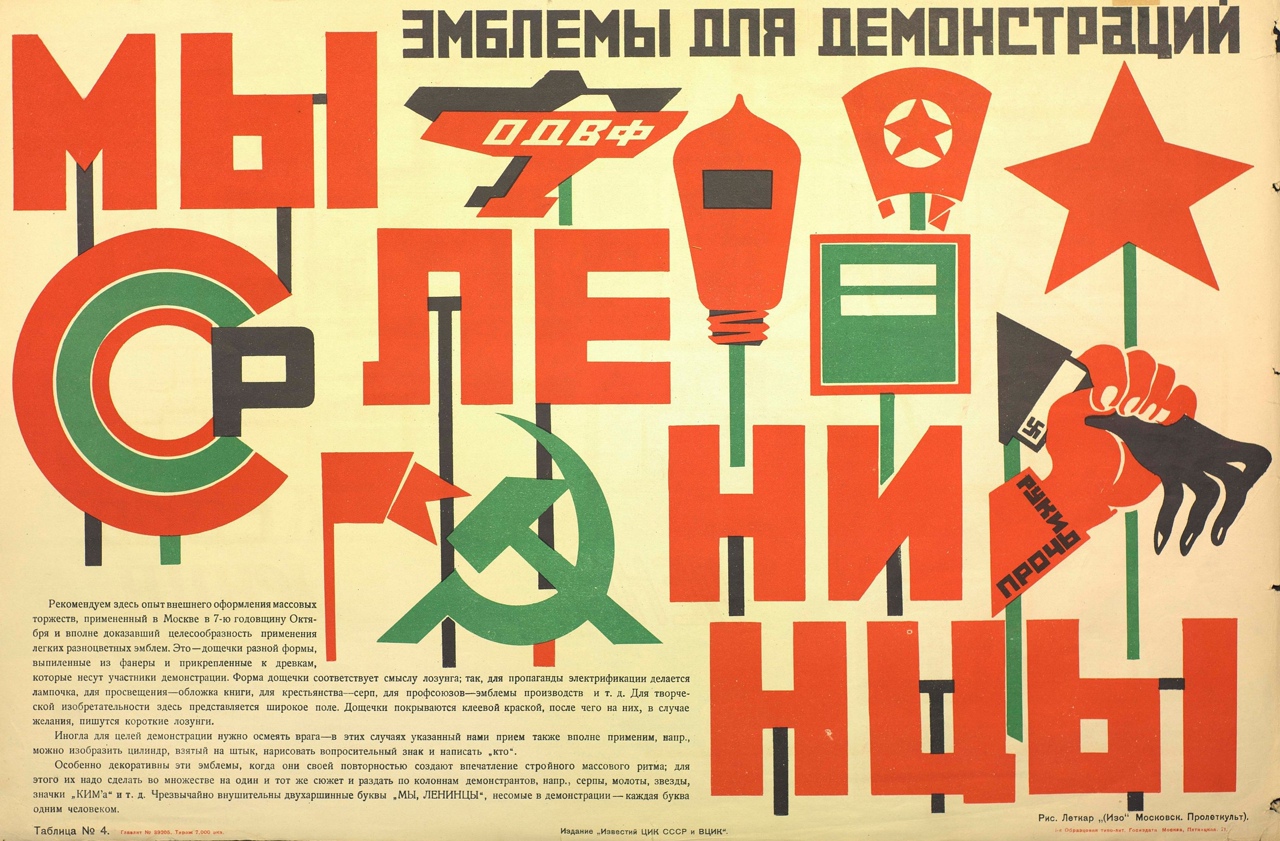 ЭМБЛЕМЫ ДЛЯ ДЕМОНСТРАЦИЙ
МЫ
ОДВФ
ЛЕ
С
С
Р
НИ
РУКИ
ПРОЧЬ
НЦЫ
Рекомендуем здесь опыт внешнего оформления массовых
торжеств, примененный в Москве в 7-ю годовщину Октя-
бря и вполне доказавший целесообразность применения
легких разноцветных эмблем. Это—дощечки разной формы,
выпиленные из фанеры и прикрепленные к древкам,
которые несут участники демонстрации. Форма дощечки соответствует смыслу лозунга; так, для пропаганды электрификации делается
лампочка, для просвещения—обложка книги, для крестьянства—серп, для профсоюзов—эмблемы производств и т. д. Для творче-
ской изобретательности здесь представляется широкое поле. Дощечки покрываются клеевой краской, после чего на них, в случае
желания, пишутся короткие лозунги.
Иногда для целей демонстрации нужно осмеять врага—в этих случаях указанный нами прием также вполне применим, напр.,
можно изобразить цилиндр, взятый на штык, нарисовать вопросительный знак и написать „кто“.
Особенно декоративны эти эмблемы, когда они своей повторностью создают впечатление стройного массового ритма; для
этого их надо сделать во множестве на один и тот же сюжет и раздать по колоннам демонстрантов, напр., серпы, молоты, звезды,
значки „КИМ'а“ и т. д. Чрезвычайно внушительны двухаршинные буквы „МЫ, ЛЕНИНЦЫ“, несомые в демонстрации—каждая буква
одним человеком.
Рис. Леткар „(Изо“ Московск. Пролеткульт).
Таблица № 4.
Тираж 7.000 экз.
Издание „Известий ЦИК СССР и ВЦИК“.